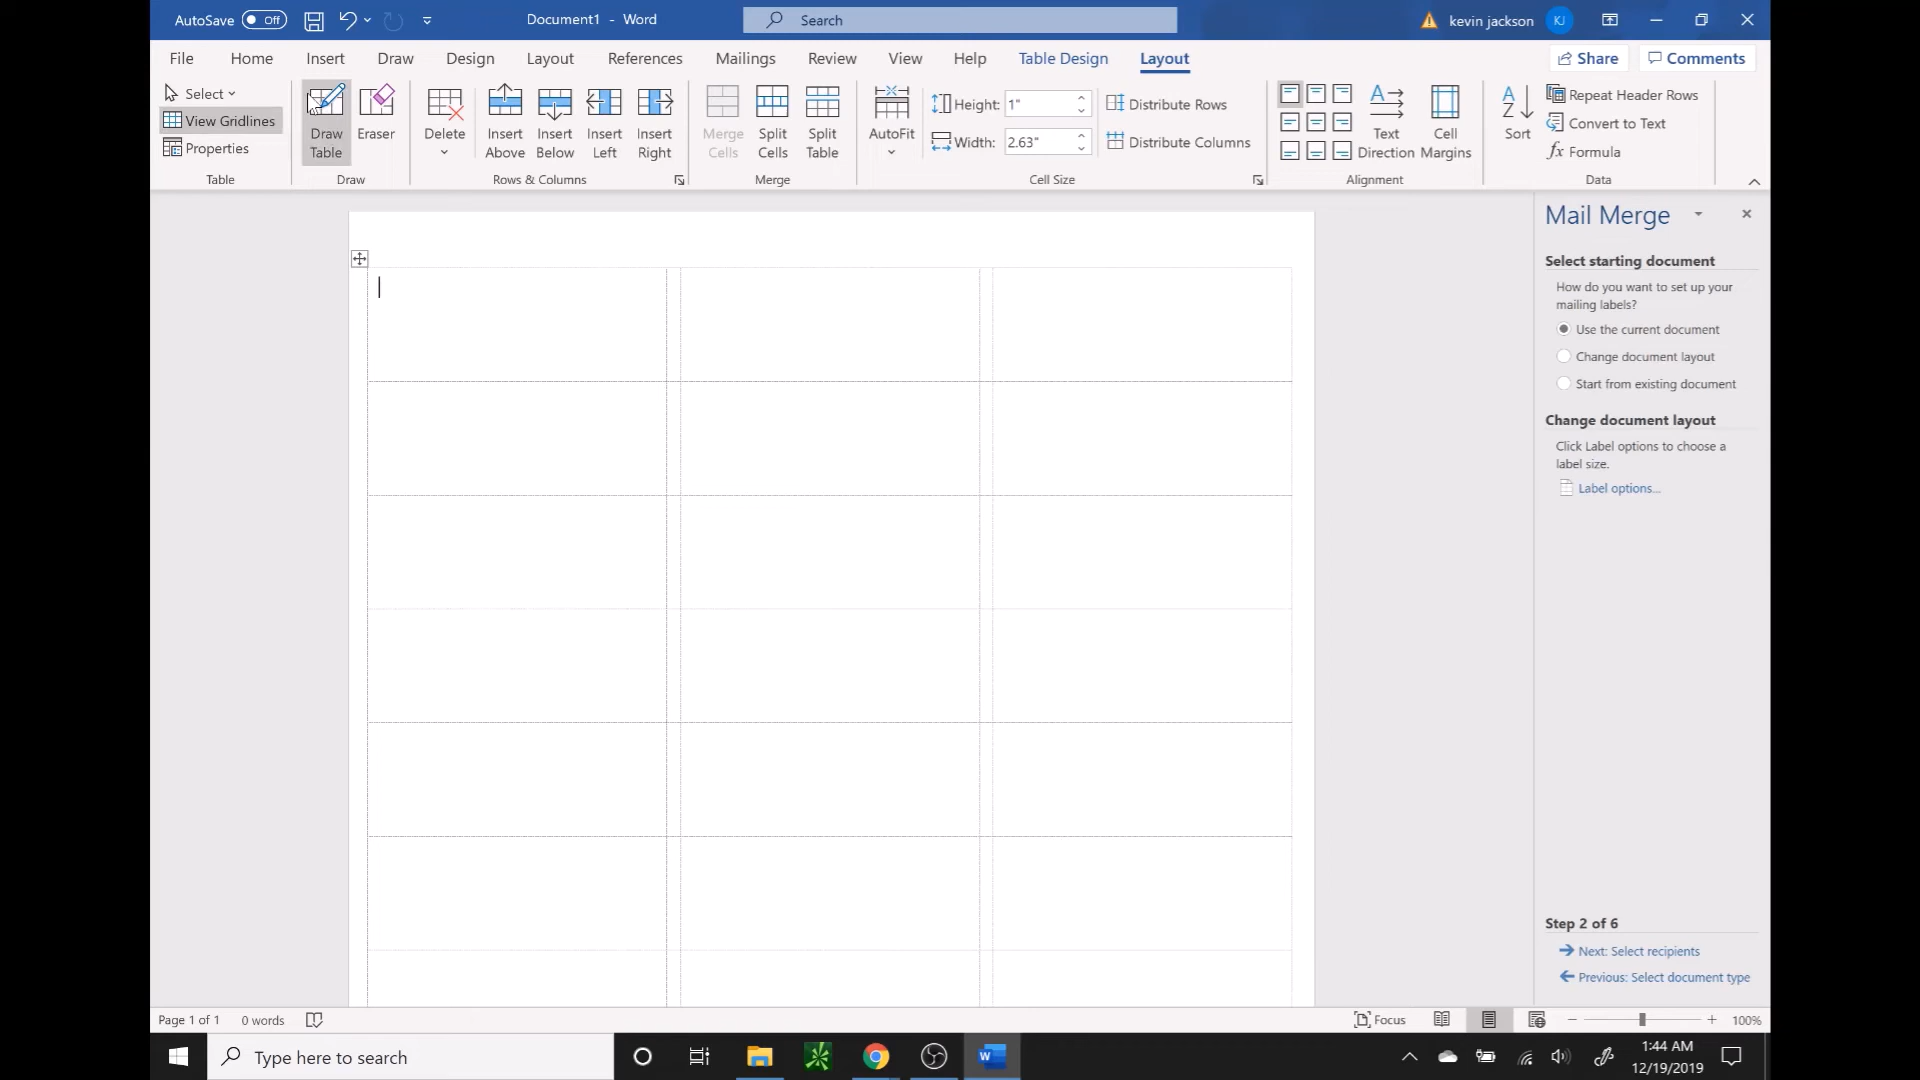 AutoSave Off Document1 - Word Search kevin jackson KJ
File Home Insert Draw Design Layout References Mailings Review View Help Table Design Layout Share Comments
Select
View Gridlines
Properties
Table
Draw Table
Eraser
Draw
Delete
Insert Above
Insert Below
Insert Left
Insert Right
Rows & Columns
Merge Cells
Split Cells
Split Table
Merge
AutoFit
Height: 1"
Width: 2.63"
Distribute Rows
Distribute Columns
Cell Size
Text Direction
Cell Margins
Alignment
A Z Sort
Repeat Header Rows
Convert to Text
fx Formula
Data
Mail Merge
Select starting document
How do you want to set up your
mailing labels?
Use the current document
Change document layout
Start from existing document
Change document layout
Click Label options to choose a
label size.
Label options...
Step 2 of 6
Next: Select recipients
Previous: Select document type
Page 1 of 1 0 words Focus 100%
Type here to search
1:44 AM
12/19/2019